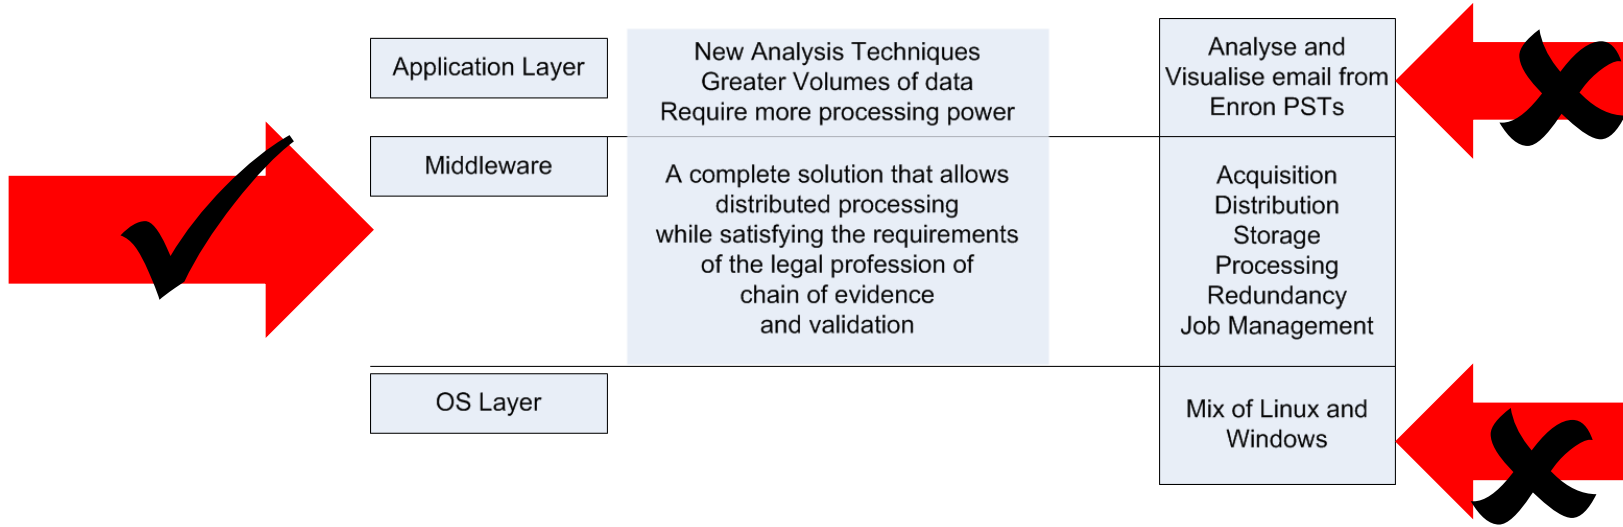 Application Layer
New Analysis Techniques
Greater Volumes of data
Require more processing power
Analyse and
Visualise email from
Enron PSTs
Middleware
A complete solution that allows
distributed processing
while satisfying the requirements
of the legal profession of
chain of evidence
and validation
Acquisition
Distribution
Storage
Processing
Redundancy
Job Management
OS Layer
Mix of Linux and
Windows